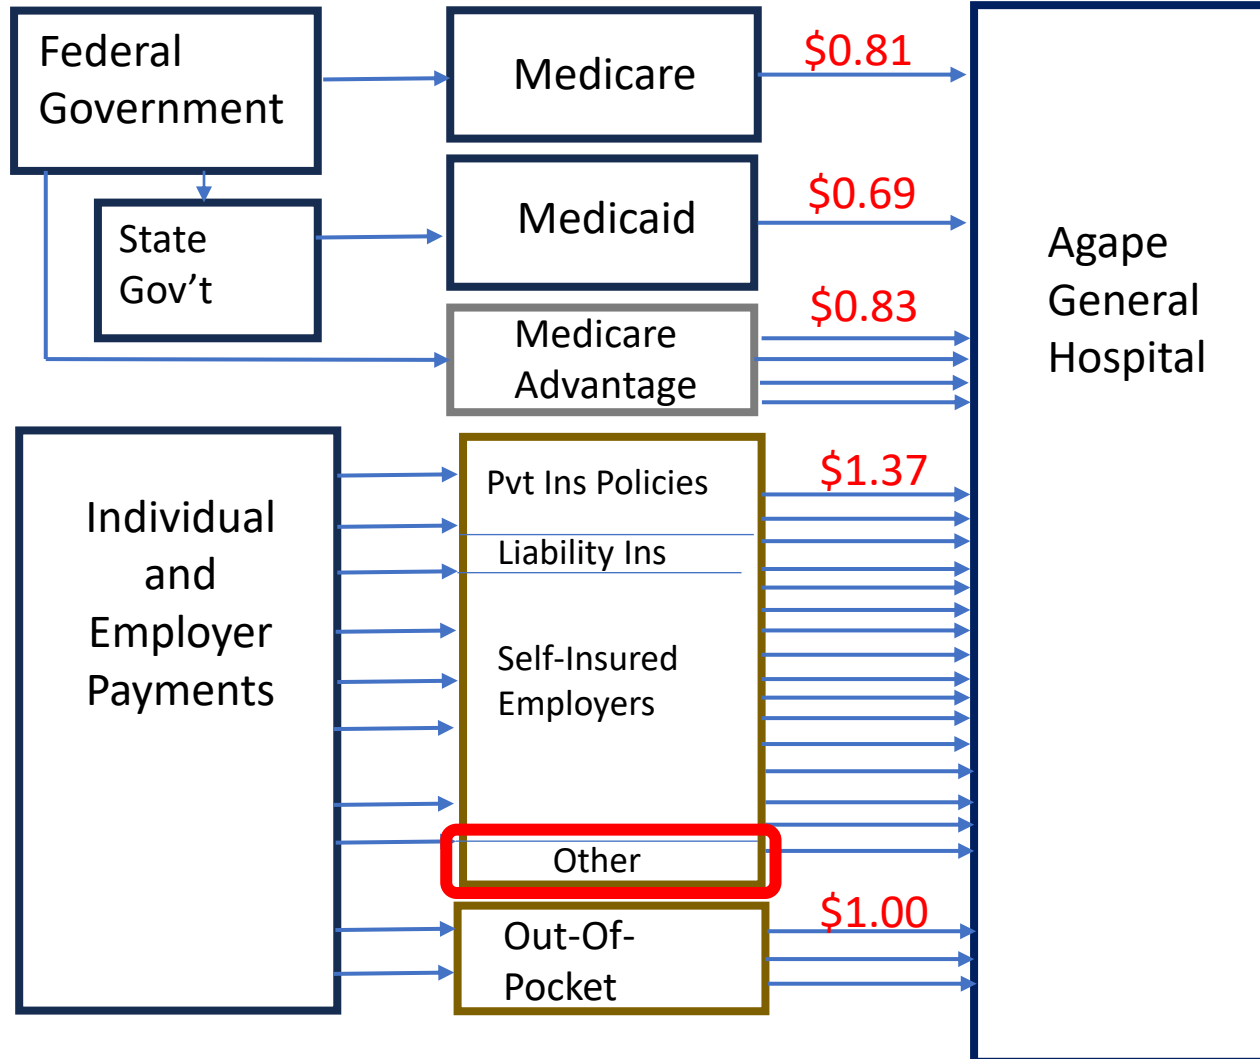 Federal
Government
Medicare
$0.81
State
Gov’t
Medicaid
$0.69
Medicare
Advantage
$0.83
Agape
General
Hospital
Individual
and
Employer
Payments
Pvt Ins Policies
$1.37
Liability Ins
Self-Insured
Employers
Other
Out-Of-
Pocket
$1.00